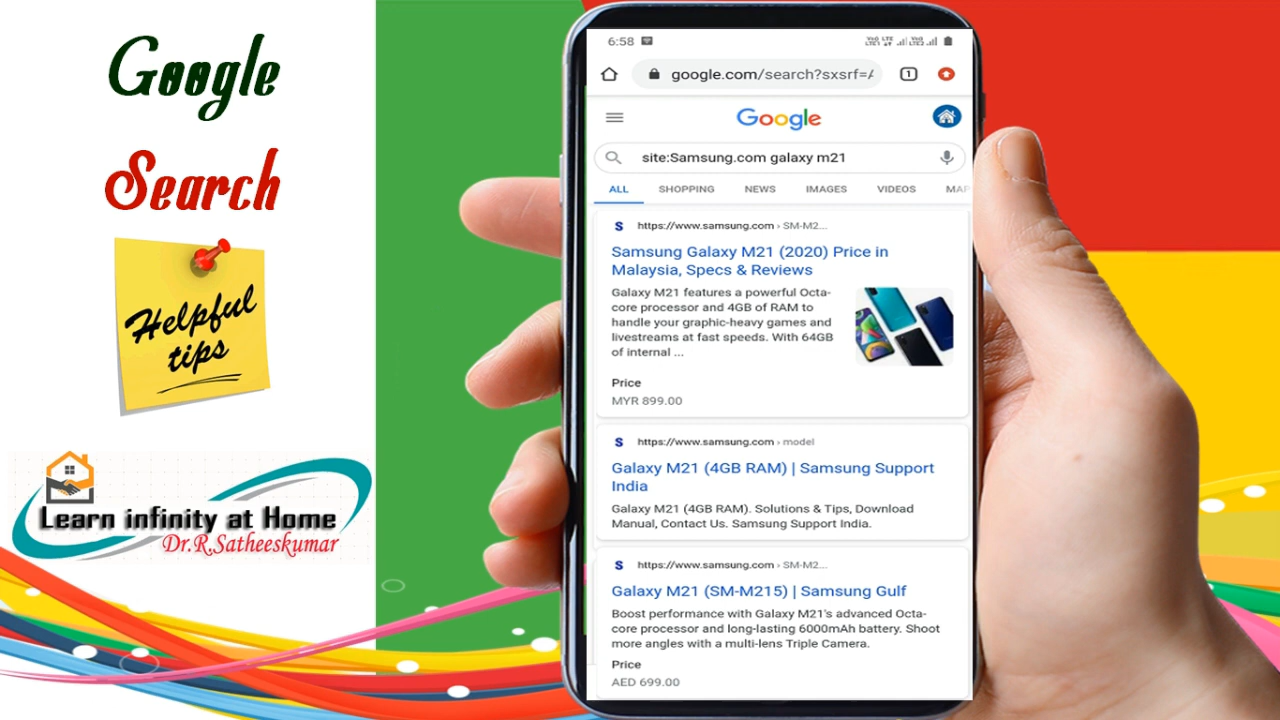 Google
Search
Helpful
tips
Learn infinity at Home
Dr.R.Satheeskumar
6:58
google.com/search?sxsrf=A
1
Google
site:Samsung.com galaxy m21
ALL SHOPPING NEWS IMAGES VIDEOS MAP
S https://www.samsung.com › SM-M2...
Samsung Galaxy M21 (2020) Price in
Malaysia, Specs & Reviews
Galaxy M21 features a powerful Octa-
core processor and 4GB of RAM to
handle your graphic-heavy games and
livestreams at fast speeds. With 64GB
of internal ...
Price
MYR 899.00
S https://www.samsung.com › model
Galaxy M21 (4GB RAM) | Samsung Support
India
Galaxy M21 (4GB RAM). Solutions & Tips, Download
Manual, Contact Us. Samsung Support India.
S https://www.samsung.com › SM-M2...
Galaxy M21 (SM-M215) | Samsung Gulf
Boost performance with Galaxy M21's advanced Octa-
core processor and long-lasting 6000mAh battery. Shoot
more angles with a multi-lens Triple Camera.
Price
AED 699.00